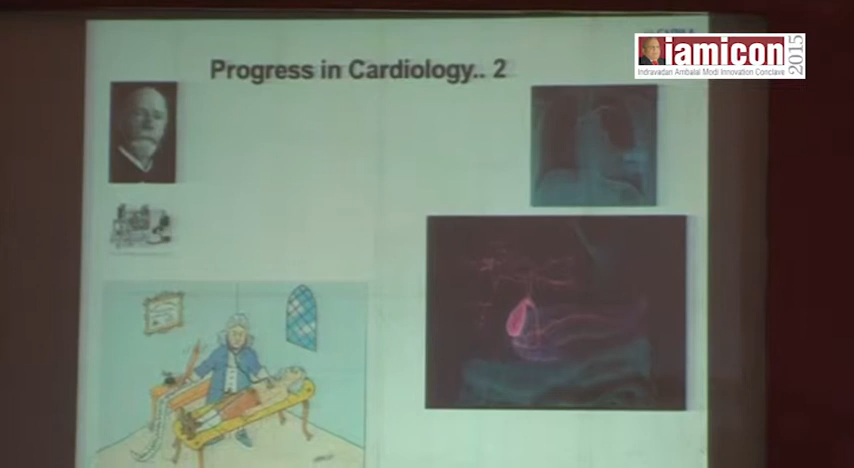 Progress in Cardiology.. 2
iamicon
2015
Indravadan Ambalal Modi Innovation Conclave